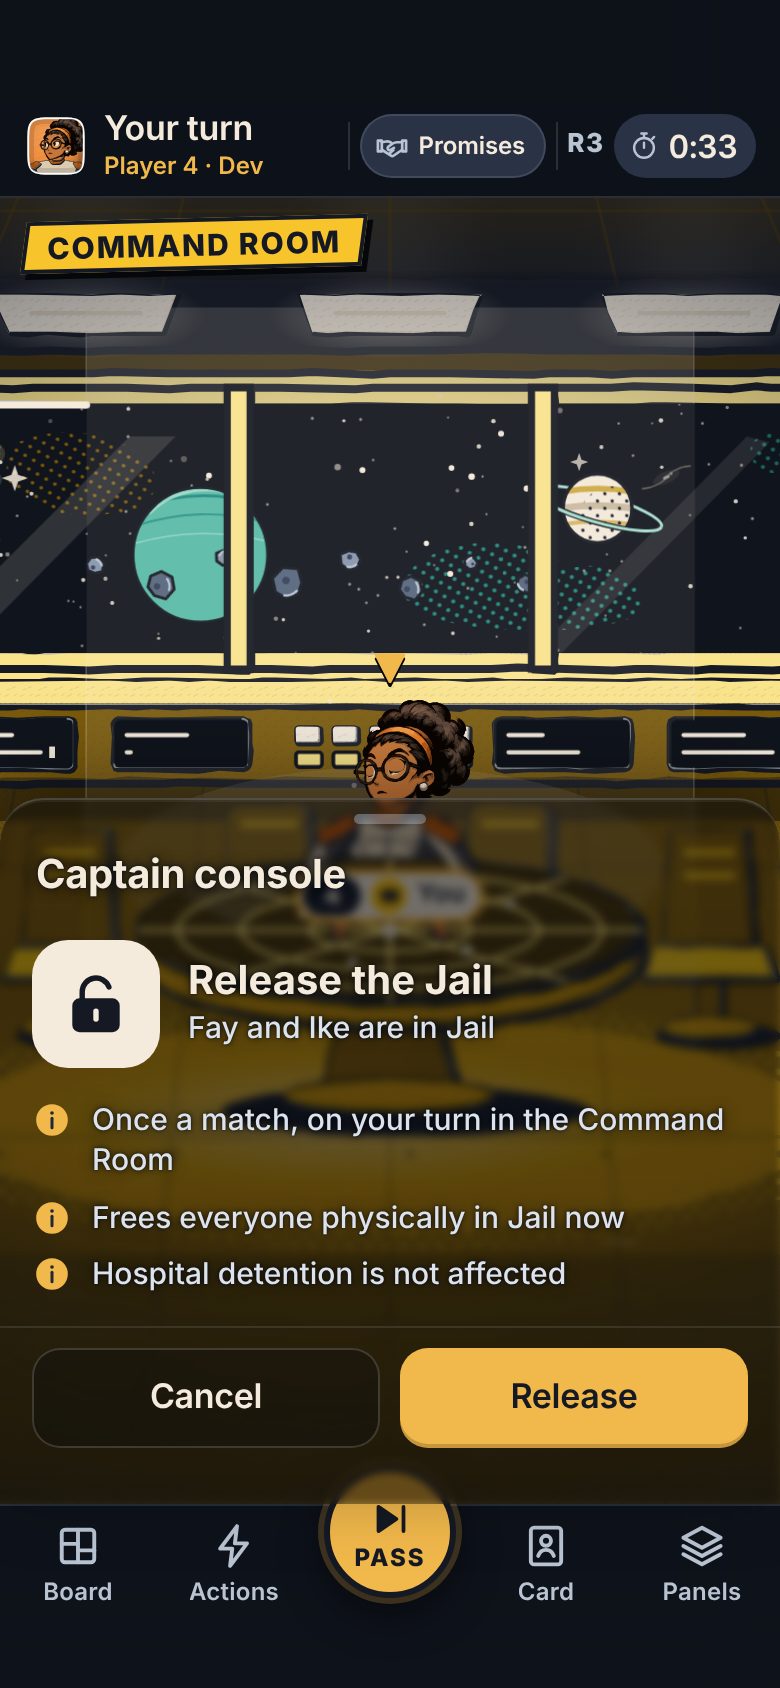 Your turn
Player 4 · Dev
Promises
R3
0:33
COMMAND ROOM
You
Captain console
Release the Jail
Fay and Ike are in Jail
Once a match, on your turn in the Command
Room
Frees everyone physically in Jail now
Hospital detention is not affected
Cancel
Release
PASS
Board
Actions
Card
Panels